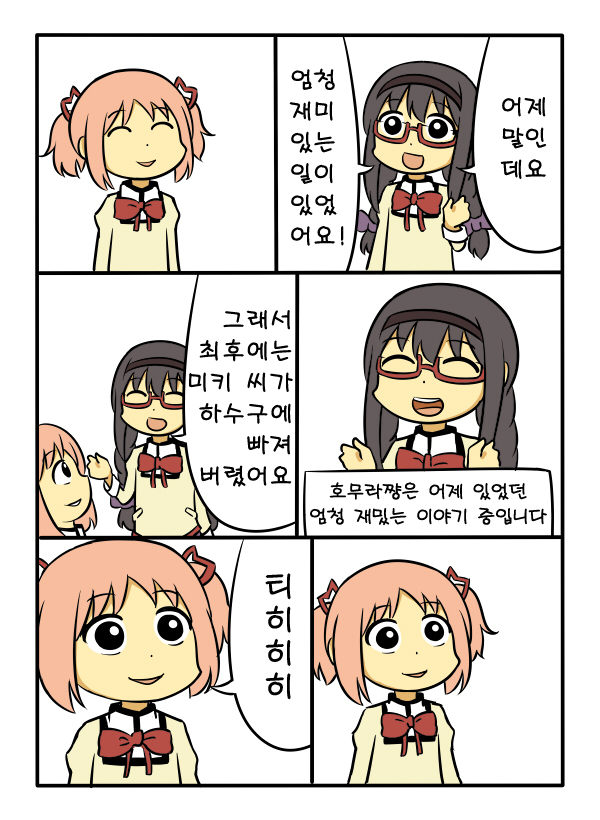 어제
말인
데요
엄청
재미
있는
일이
있었
어요!
호무라쨩은 어제 있었던
엄청 재밌는 이야기 중입니다
그래서
최후에는
미키 씨가
하수구에
빠져
버렸어요
티
히
히
히